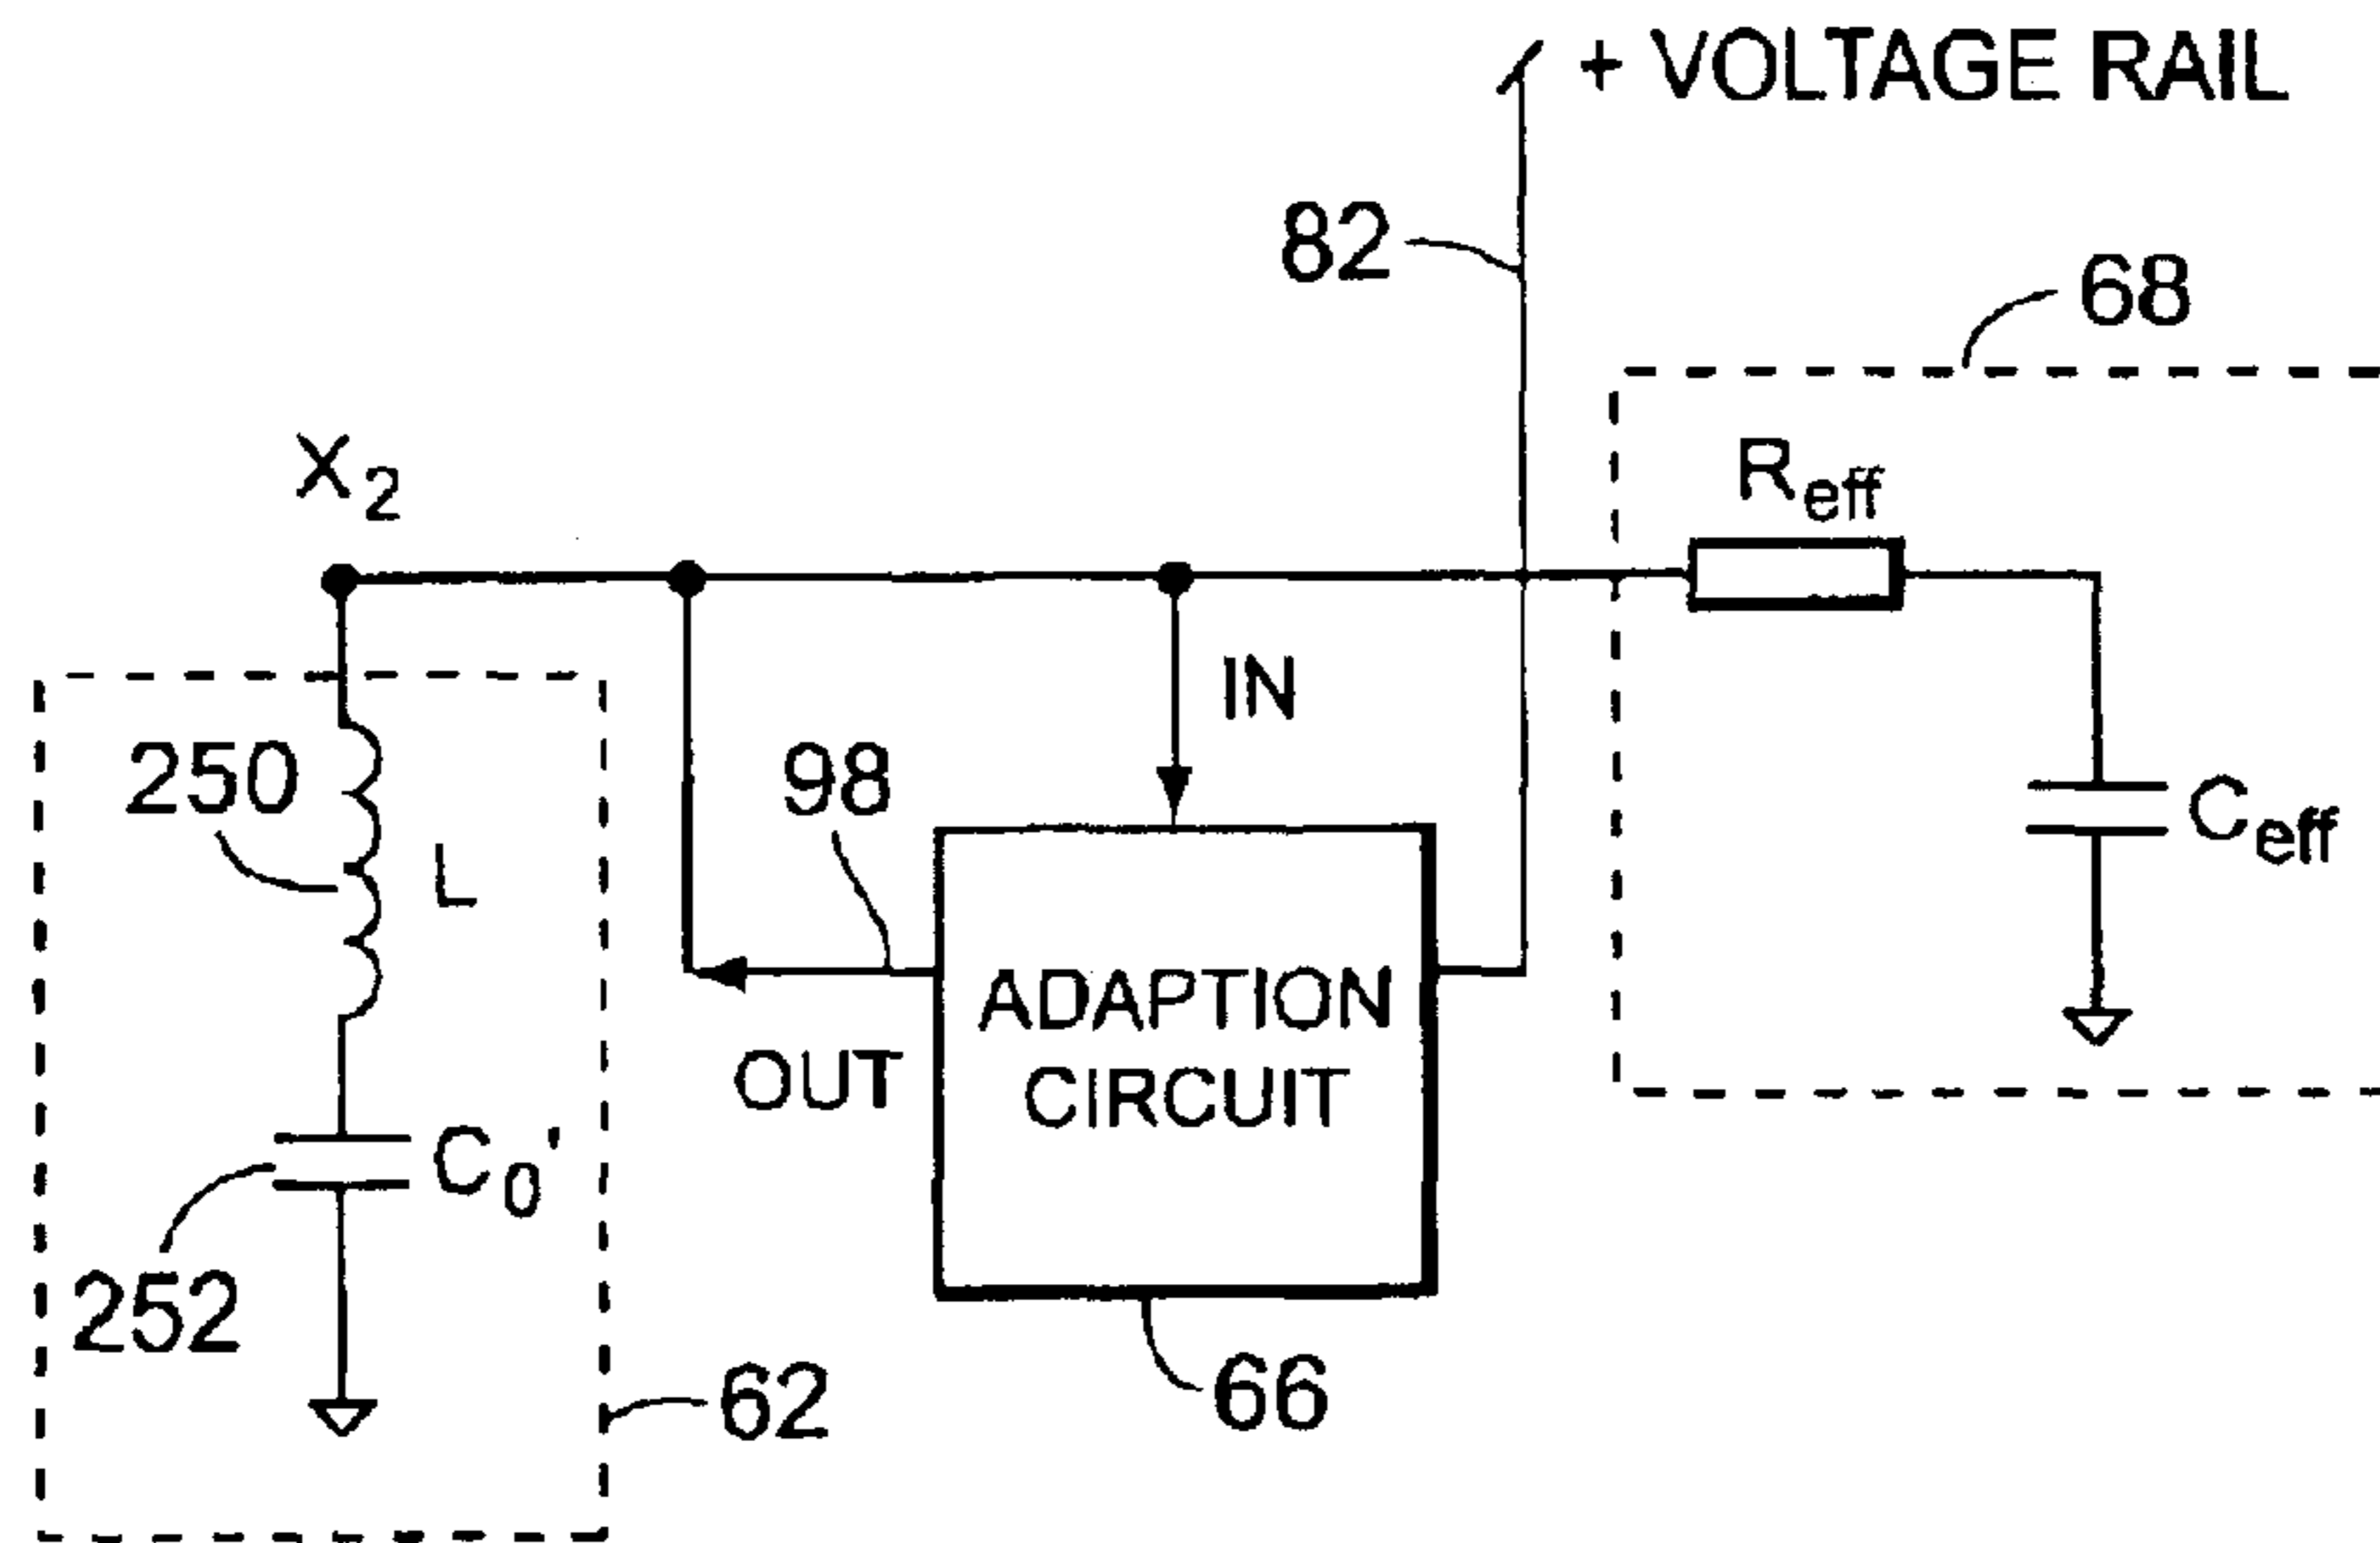 + VOLTAGE RAIL
82
68
X2
Reff
IN
250
98
L
Ceff
ADAPTION
CIRCUIT
OUT
C0'
252
62
66